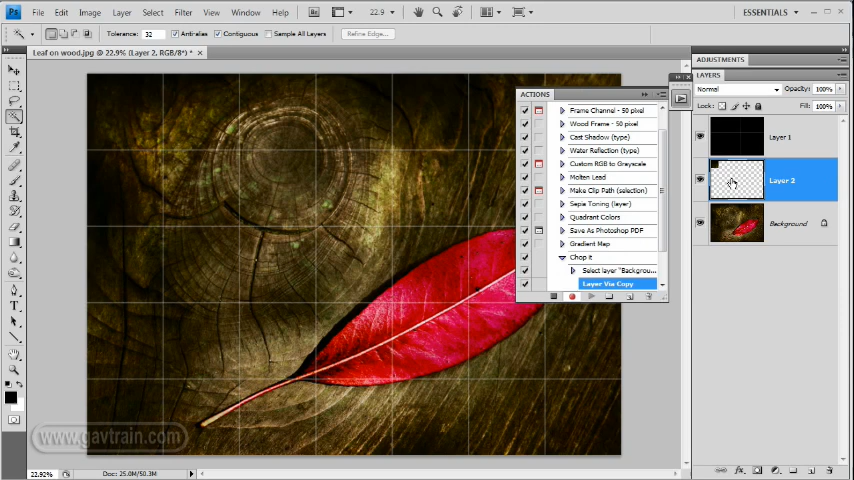 Ps File Edit Image Layer Select Filter View Window Help Br 22.9 ESSENTIALS
Tolerance: 32 Anti-alias Contiguous Sample All Layers Refine Edge...
Leaf on wood.jpg @ 22.9% (Layer 2, RGB/8*) *
ADJUSTMENTS
LAYERS
Normal Opacity: 100%
Lock: Fill: 100%
Layer 1
Layer 2
Background
ACTIONS
Frame Channel - 50 pixel
Wood Frame - 50 pixel
Cast Shadow (type)
Water Reflection (type)
Custom RGB to Greyscale
Molten Lead
Make Clip Path (selection)
Sepia Toning (layer)
Quadrant Colors
Save As Photoshop PDF
Gradient Map
Chop it
Select layer "Backgrou...
Layer Via Copy
www.gavtrain.com
22.92% Doc: 25.0M/50.3M